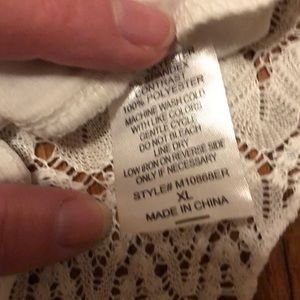 CONTRAST
100% POLYESTER
MACHINE WASH COLD
WITH LIKE COLORS
GENTLE CYCLE
DO NOT BLEACH
LINE DRY
LOW IRON ON REVERSE SIDE
ONLY IF NECESSARY
STYLE# M10868ER
XL
MADE IN CHINA